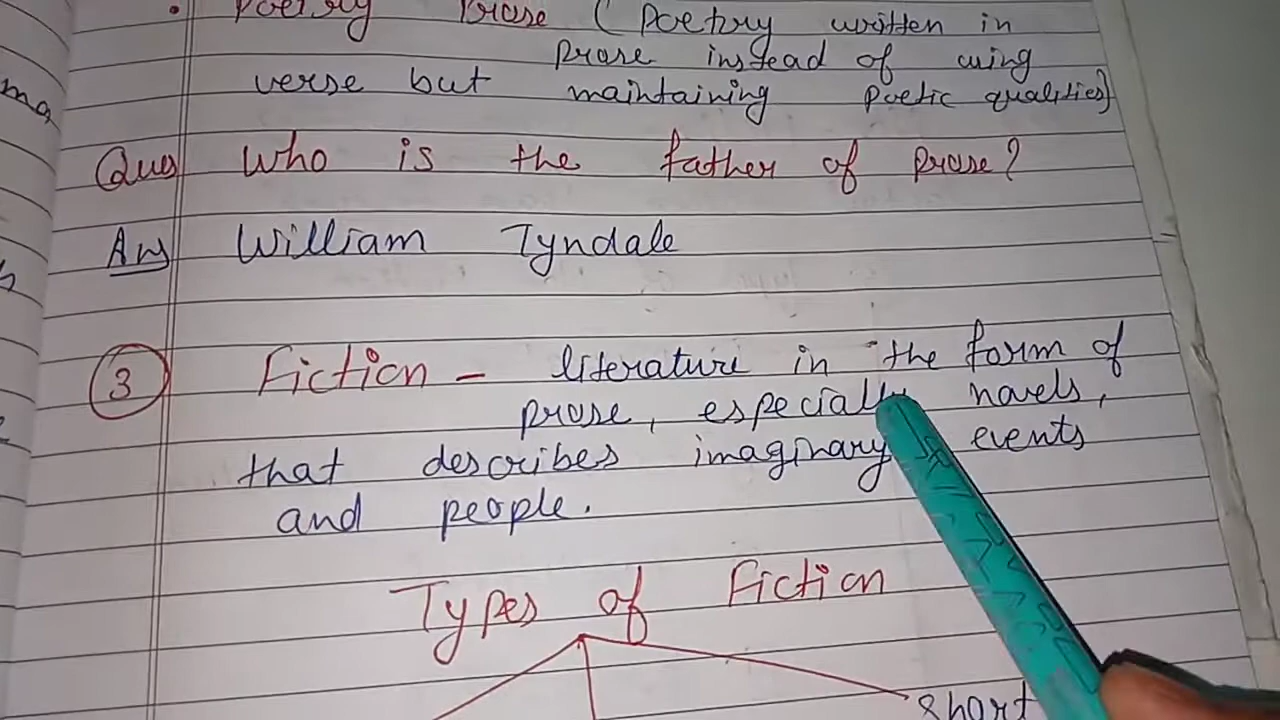 • Poetry Prose (Poetry written in
prose instead of using
verse but maintaining poetic qualities)
Ques Who is the father of prose?
Ans William Tyndale
3 Fiction - literature in the form of
prose, especially novels,
that describes imaginary events
and people.
Types of Fiction
short